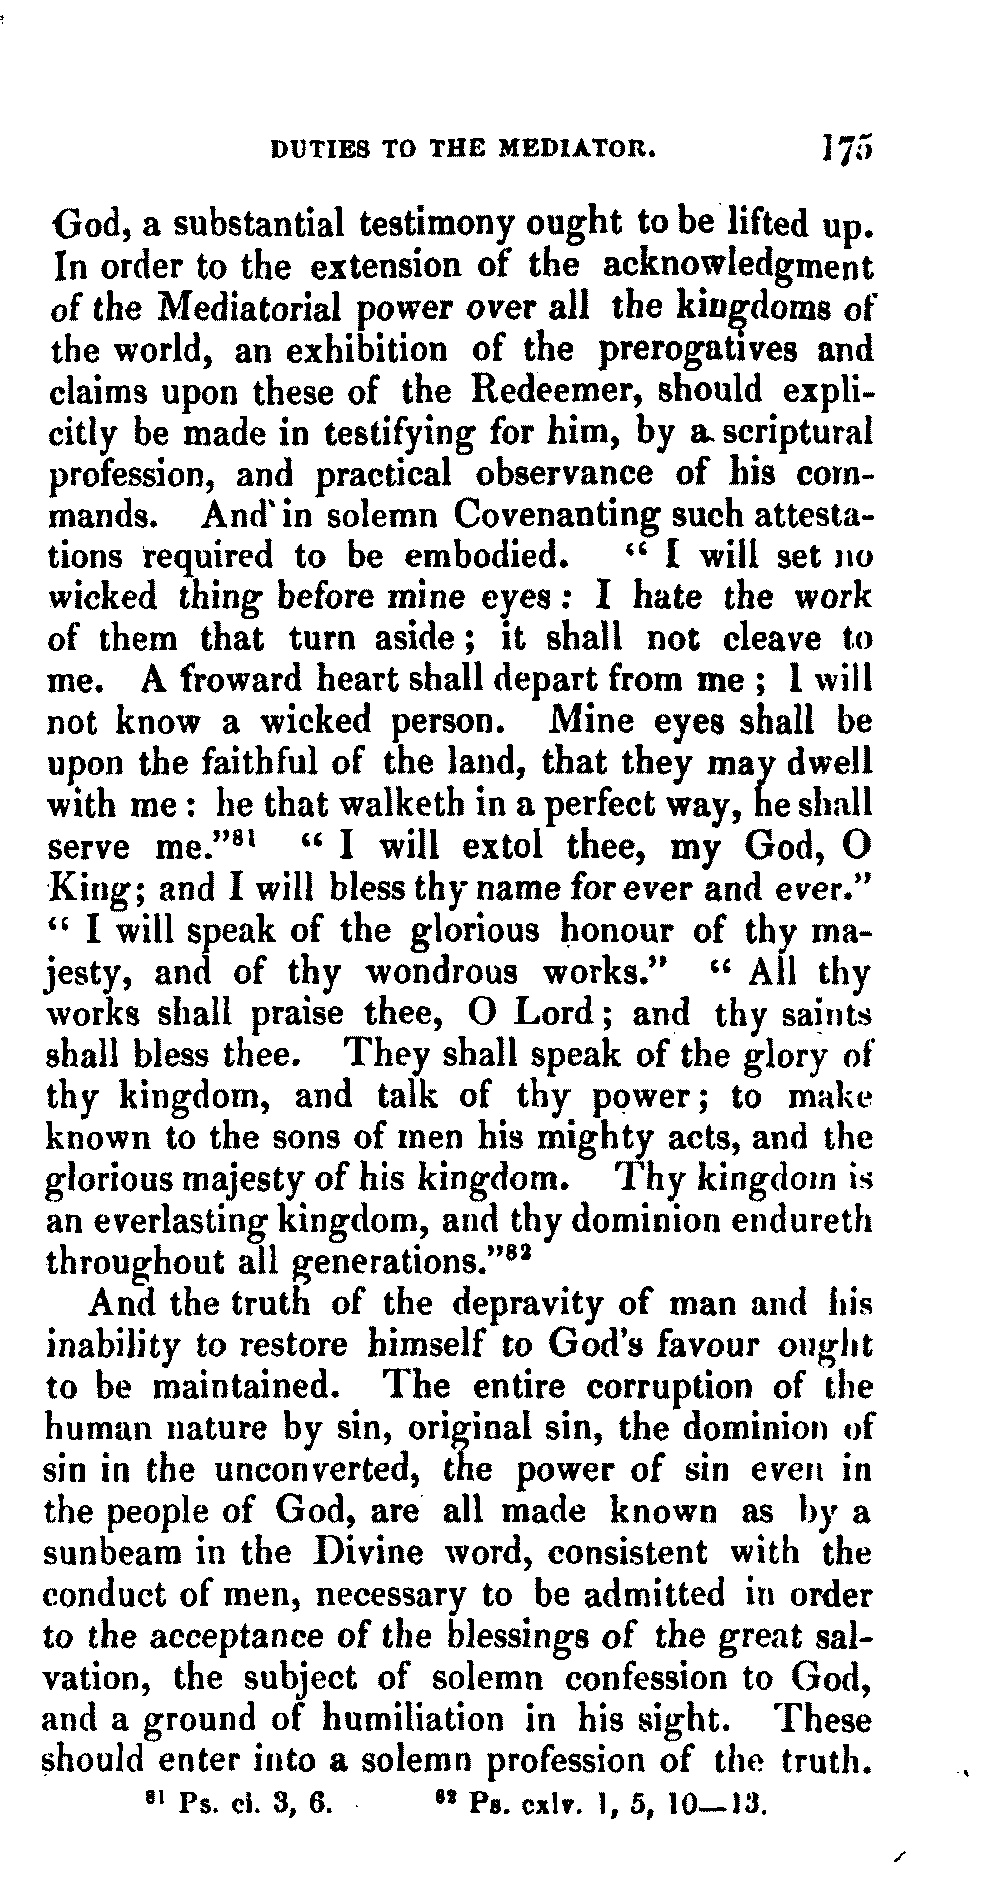 DUTIES TO THE MEDIATOR. 175
God, a substantial testimony ought to be lifted up.
In order to the extension of the acknowledgment
of the Mediatorial power over all the kingdoms of
the world, an exhibition of the prerogatives and
claims upon these of the Redeemer, should expli-
citly be made in testifying for him, by a scriptural
profession, and practical observance of his com-
mands. And in solemn Covenanting such attesta-
tions required to be embodied. “ I will set no
wicked thing before mine eyes : I hate the work
of them that turn aside ; it shall not cleave to
me. A froward heart shall depart from me ; I will
not know a wicked person. Mine eyes shall be
upon the faithful of the land, that they may dwell
with me : he that walketh in a perfect way, he shall
serve me.”⁸¹ “ I will extol thee, my God, O
King; and I will bless thy name for ever and ever.”
“ I will speak of the glorious honour of thy ma-
jesty, and of thy wondrous works.” “ All thy
works shall praise thee, O Lord ; and thy saints
shall bless thee. They shall speak of the glory of
thy kingdom, and talk of thy power ; to make
known to the sons of men his mighty acts, and the
glorious majesty of his kingdom. Thy kingdom is
an everlasting kingdom, and thy dominion endureth
throughout all generations.”⁸²
And the truth of the depravity of man and his
inability to restore himself to God's favour ought
to be maintained. The entire corruption of the
human nature by sin, original sin, the dominion of
sin in the unconverted, the power of sin even in
the people of God, are all made known as by a
sunbeam in the Divine word, consistent with the
conduct of men, necessary to be admitted in order
to the acceptance of the blessings of the great sal-
vation, the subject of solemn confession to God,
and a ground of humiliation in his sight. These
should enter into a solemn profession of the truth.
⁸¹ Ps. ci. 3, 6. ⁸² Ps. cxlv. 1, 5, 10—13.